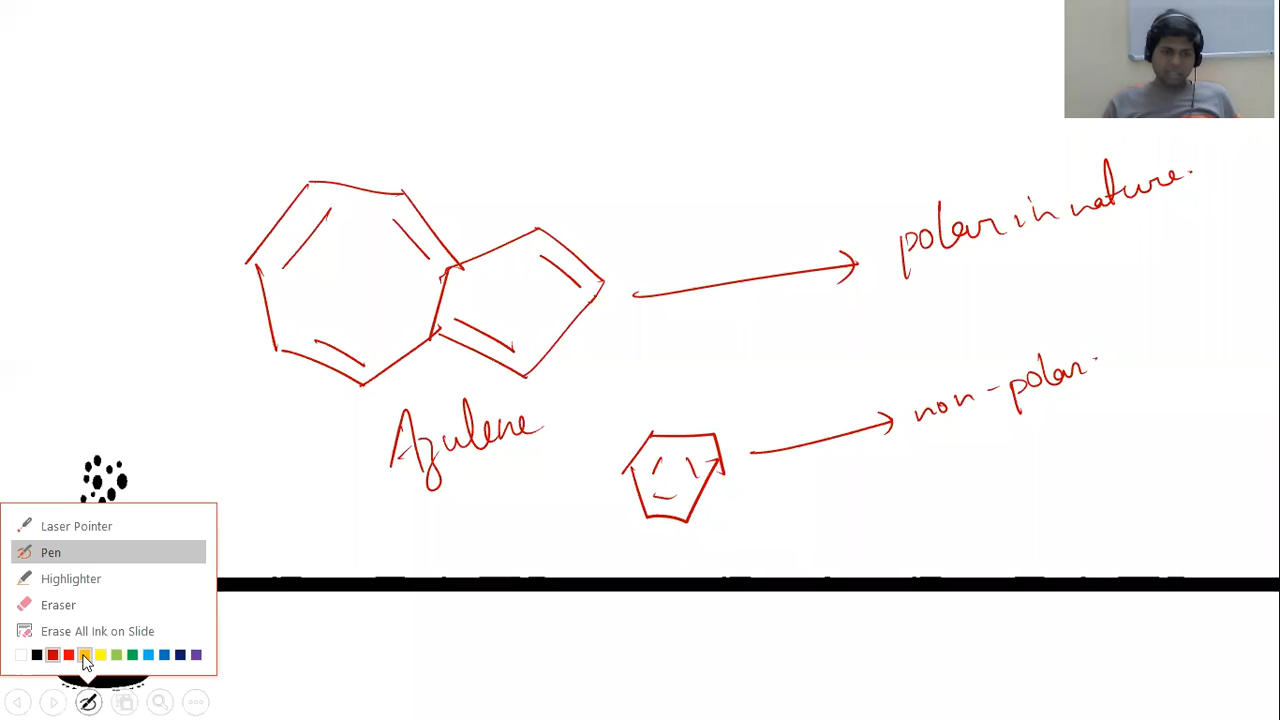 polar in nature.
Azulene
non-polar.
Laser Pointer
Pen
Highlighter
Eraser
Erase All Ink on Slide